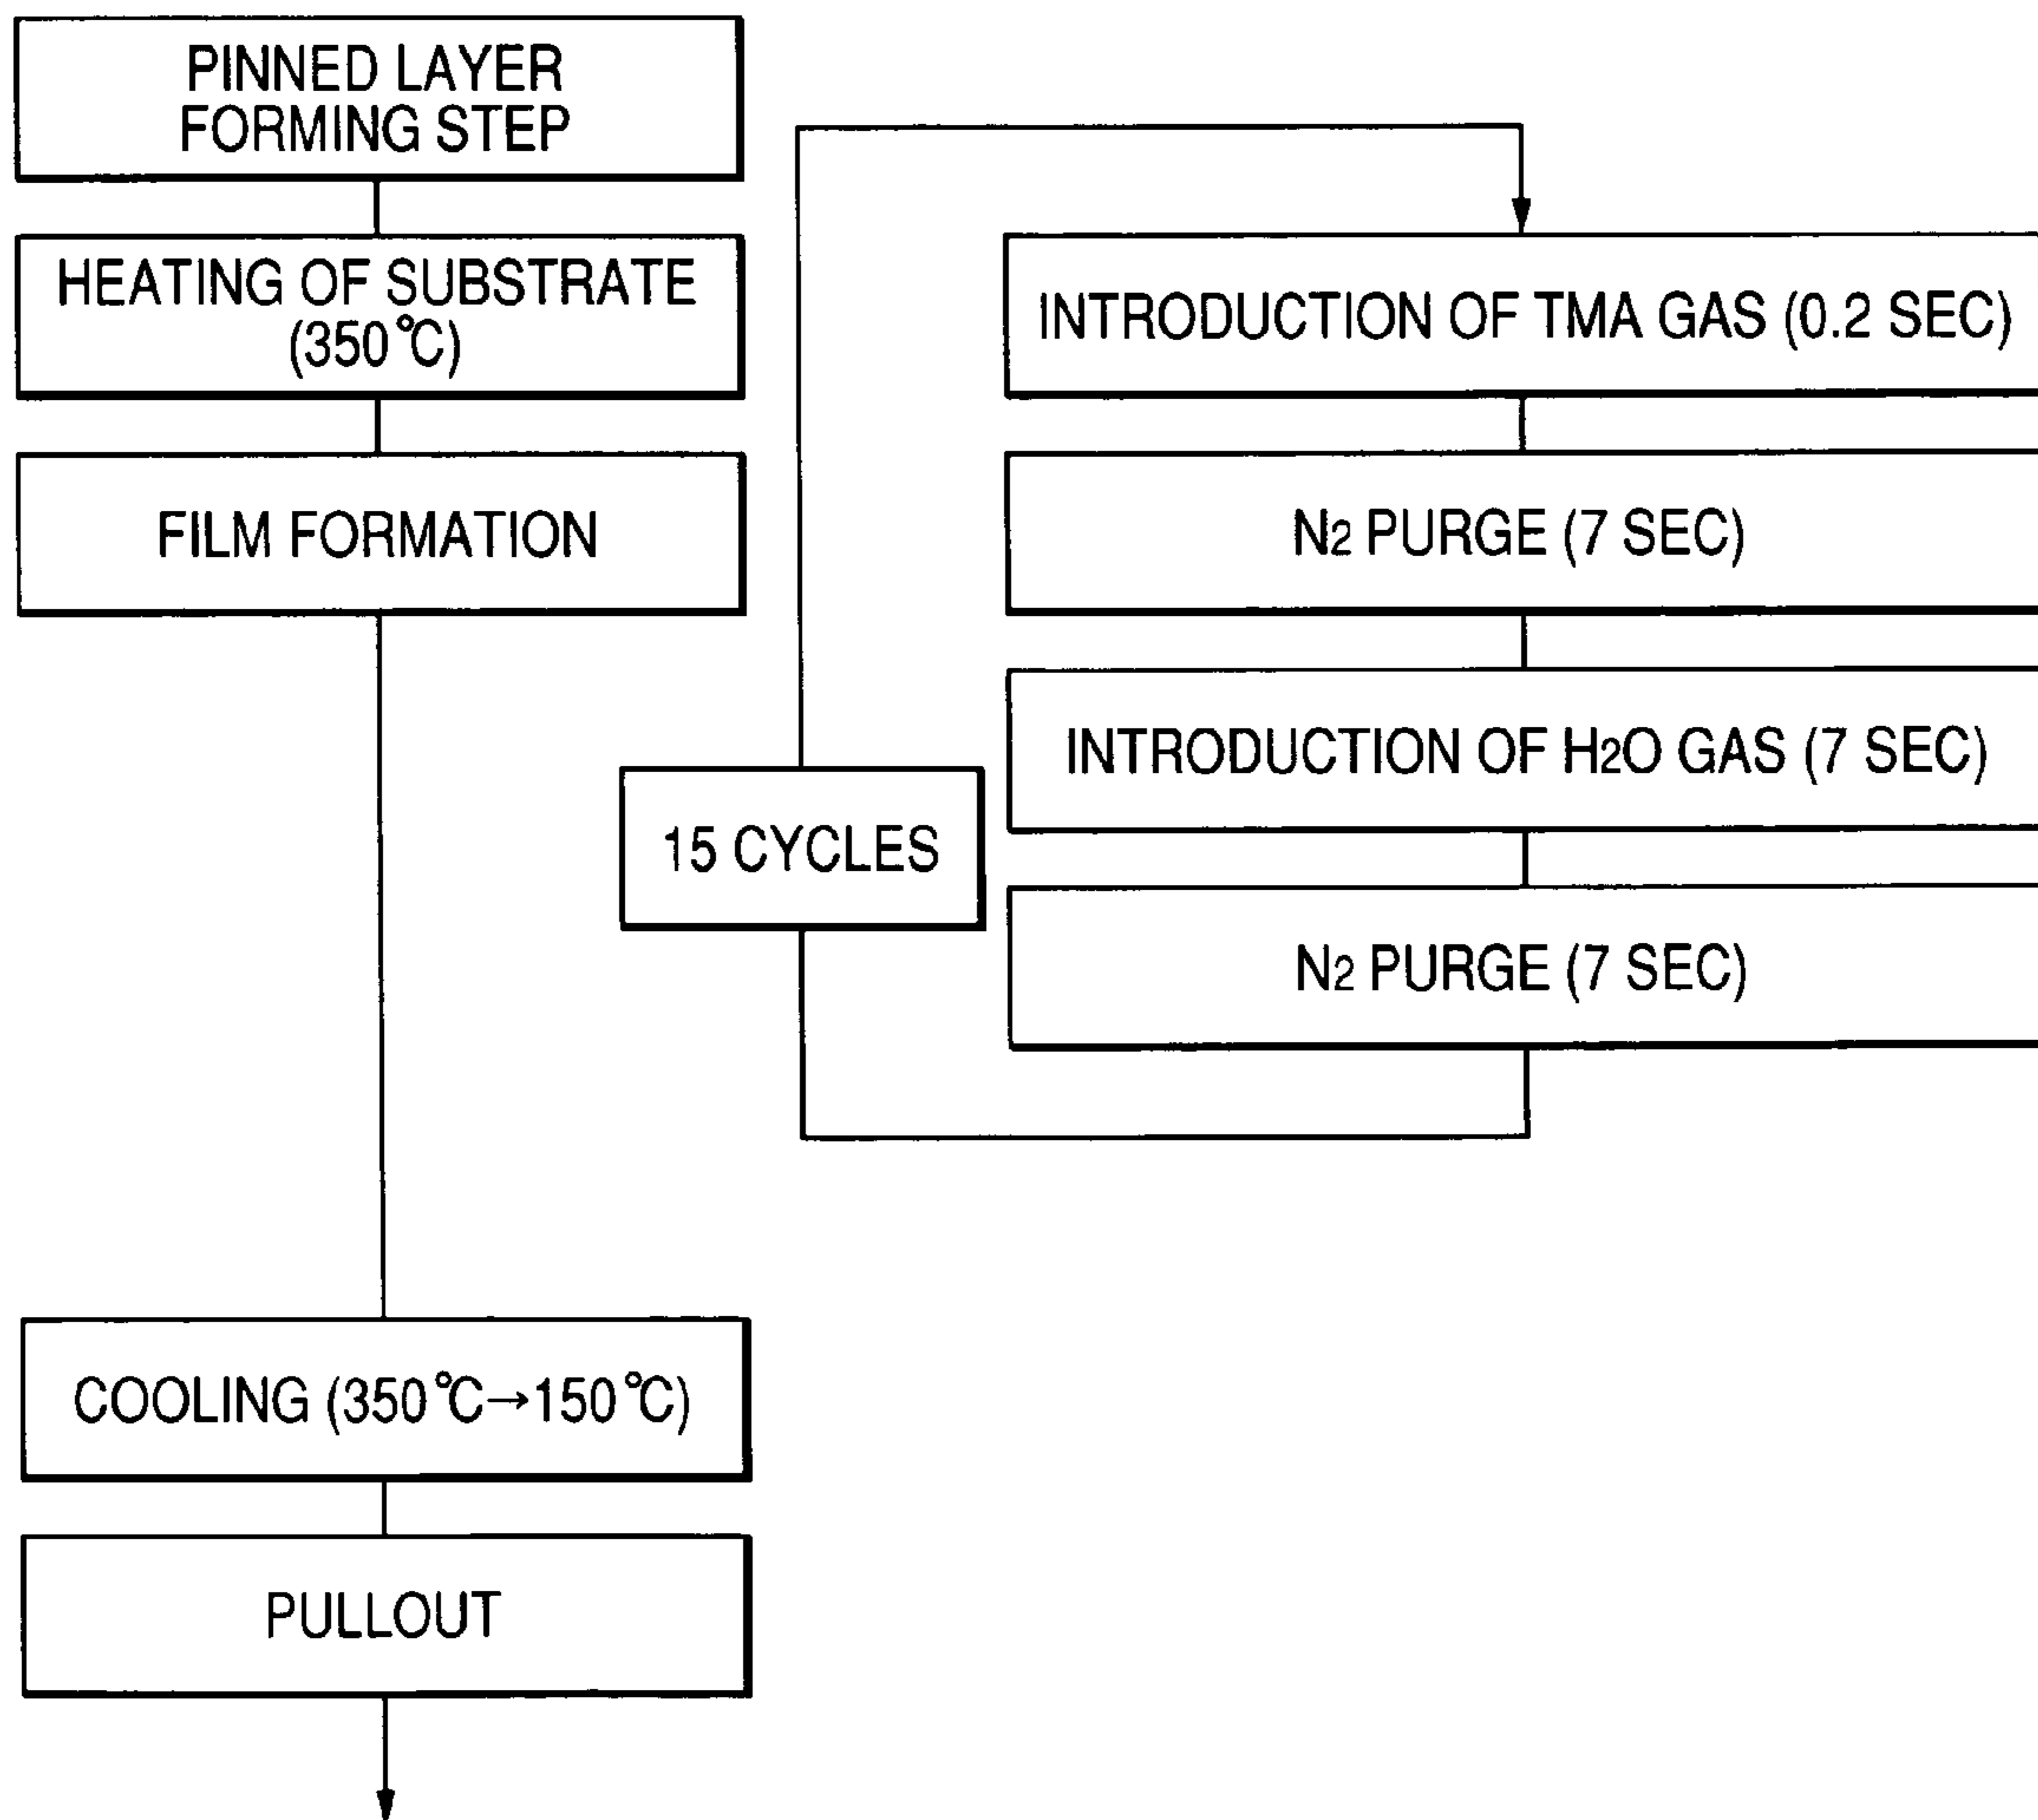 PINNED LAYER
FORMING STEP
HEATING OF SUBSTRATE
(350°C)
FILM FORMATION
15 CYCLES
INTRODUCTION OF TMA GAS (0.2 SEC)
N2 PURGE (7 SEC)
INTRODUCTION OF H2O GAS (7 SEC)
N2 PURGE (7 SEC)
COOLING (350°C→150°C)
PULLOUT